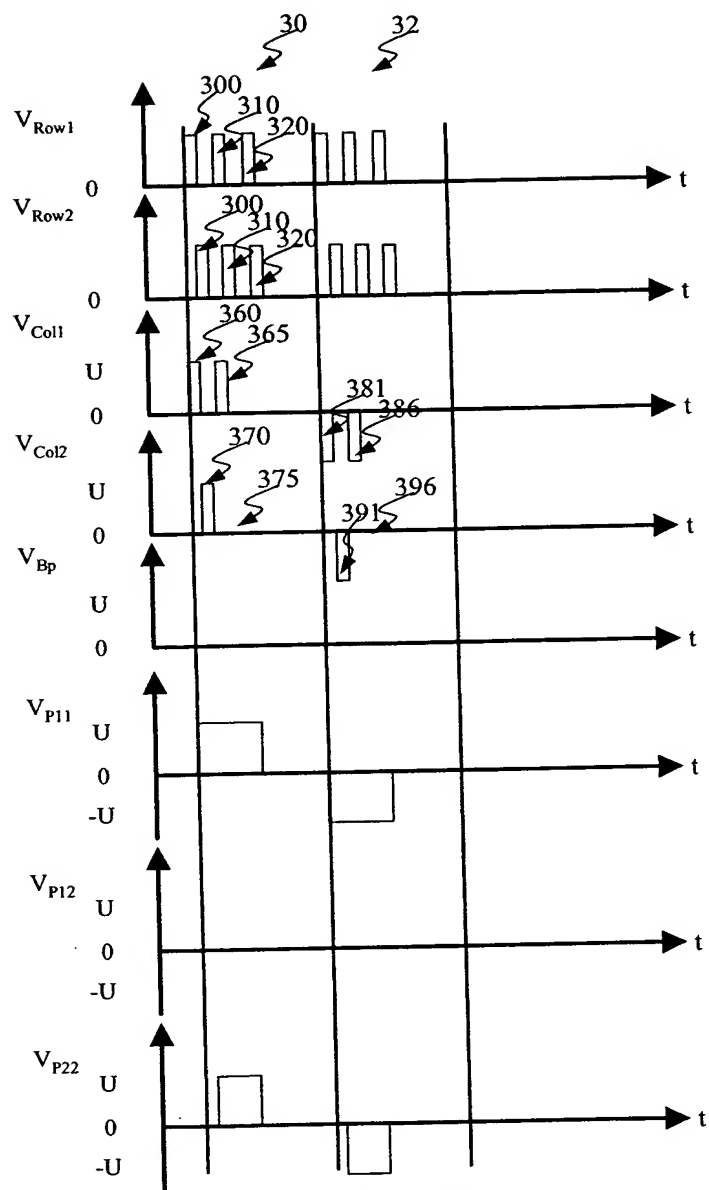 30 32
300
310
320
V_Row1
0 t
300
310
320
V_Row2
0 t
360
365
V_Col1
U
381
0 t
386
370
375
V_Col2
U
391
396
0 t
V_Bp
U
0 t
V_P11
U
0 t
-U
V_P12
U
0 t
-U
V_P22
U
0 t
-U